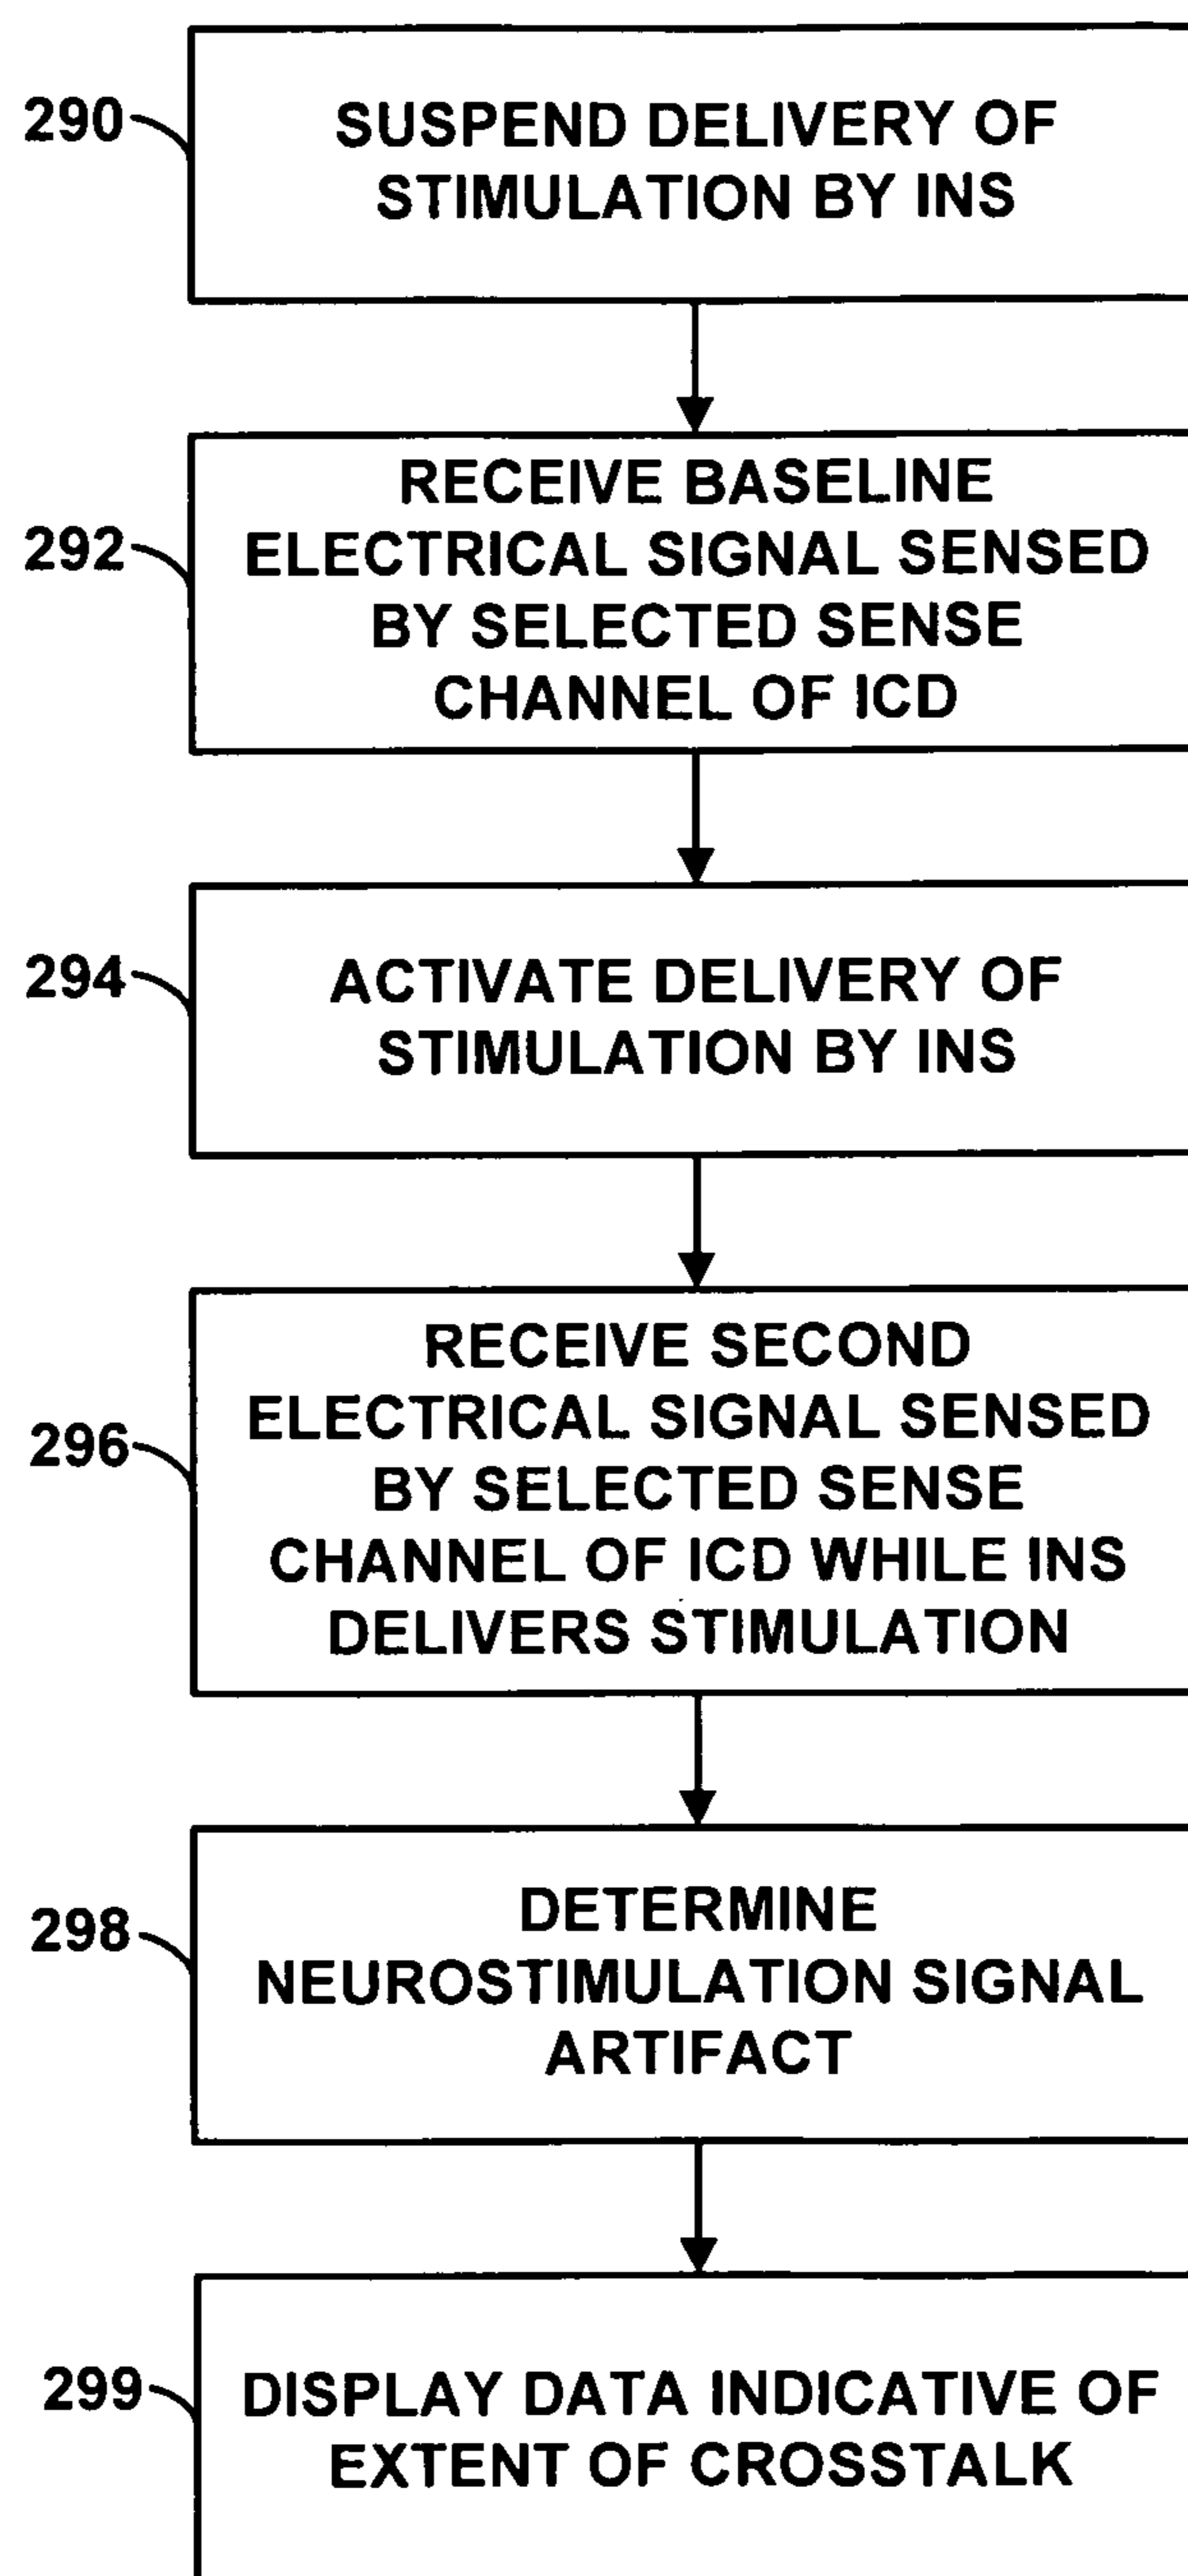 290
SUSPEND DELIVERY OF
STIMULATION BY INS
292
RECEIVE BASELINE
ELECTRICAL SIGNAL SENSED
BY SELECTED SENSE
CHANNEL OF ICD
294
ACTIVATE DELIVERY OF
STIMULATION BY INS
296
RECEIVE SECOND
ELECTRICAL SIGNAL SENSED
BY SELECTED SENSE
CHANNEL OF ICD WHILE INS
DELIVERS STIMULATION
298
DETERMINE
NEUROSTIMULATION SIGNAL
ARTIFACT
299
DISPLAY DATA INDICATIVE OF
EXTENT OF CROSSTALK